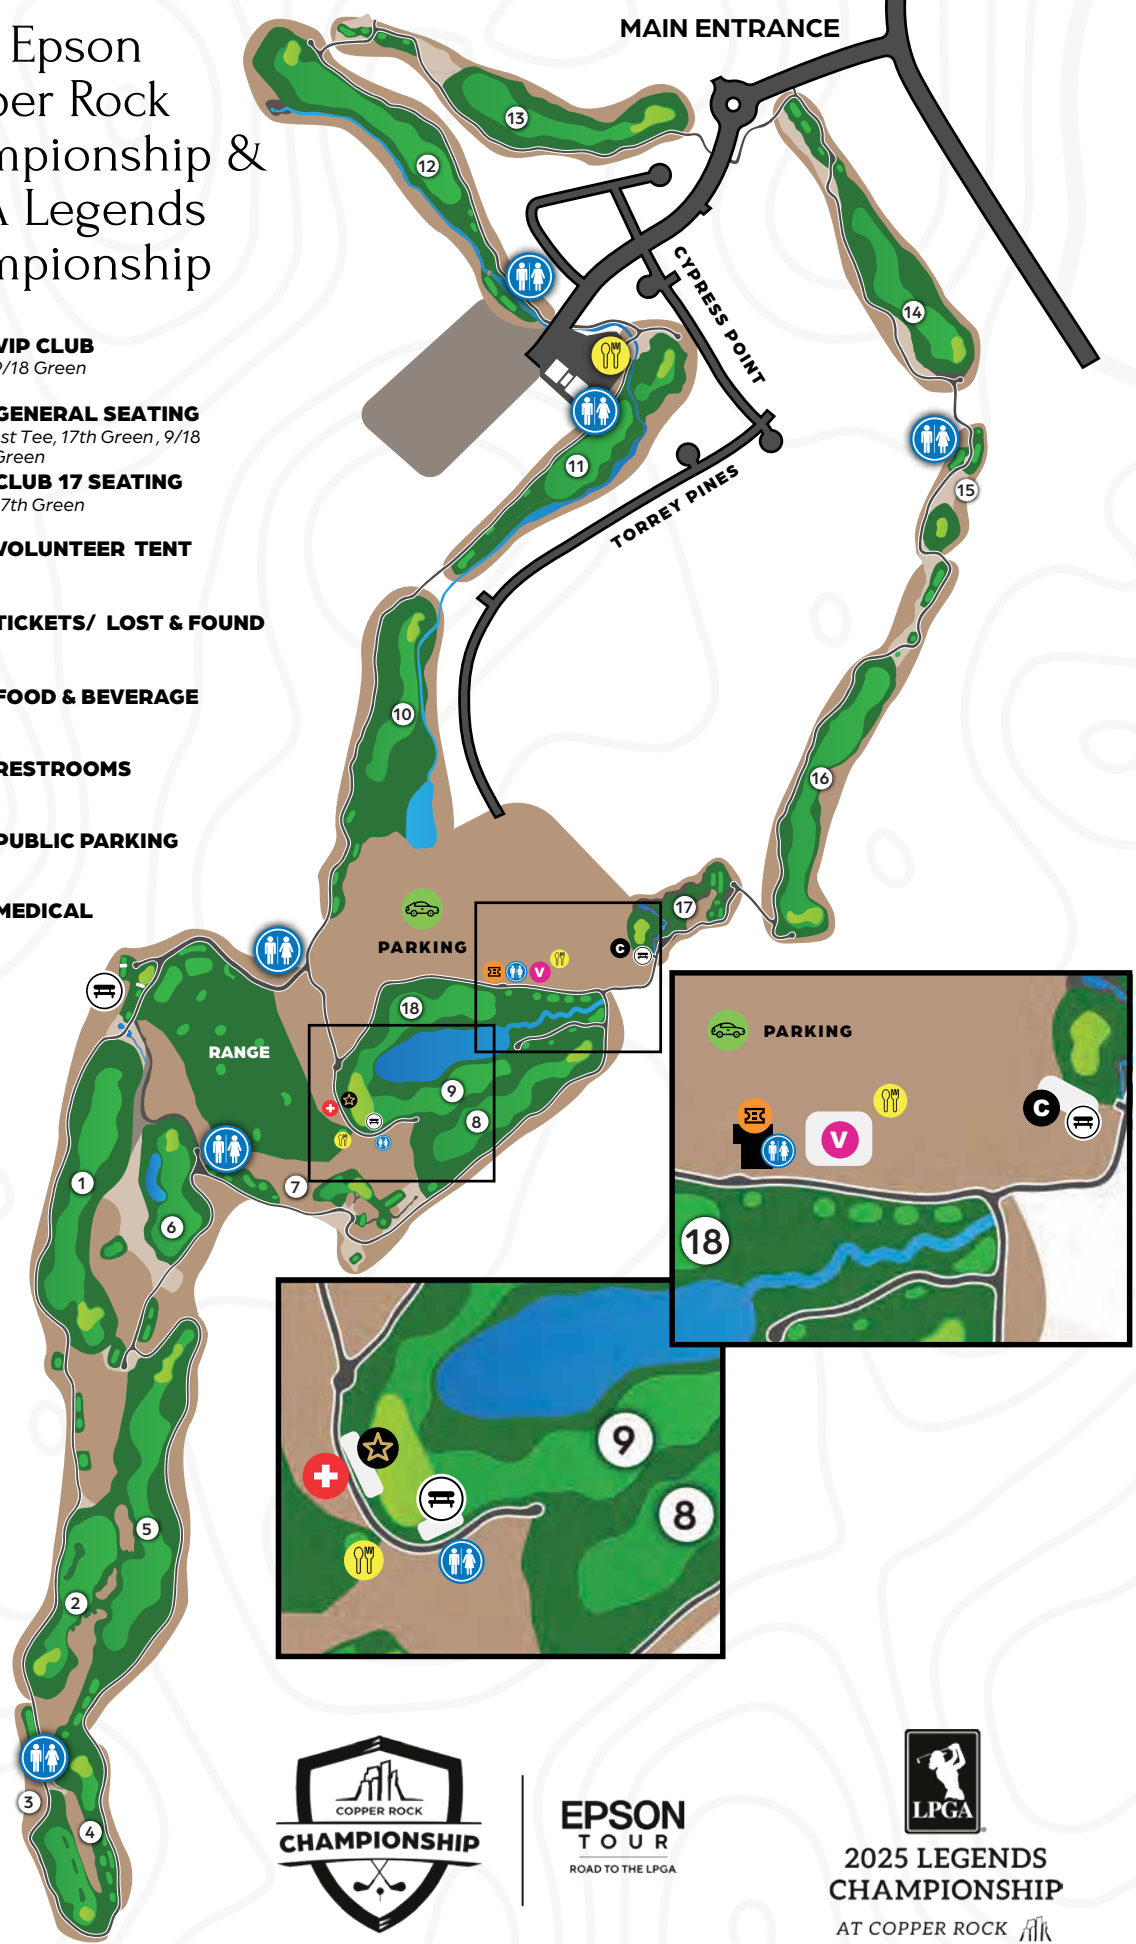 Epson
per Rock
mpionship &
A Legends
mpionship
VIP CLUB
9/18 Green
GENERAL SEATING
st Tee, 17th Green , 9/18
Green
CLUB 17 SEATING
7th Green
VOLUNTEER TENT
TICKETS/ LOST & FOUND
FOOD & BEVERAGE
RESTROOMS
PUBLIC PARKING
MEDICAL
MAIN ENTRANCE
13
12
CYPRESS POINT
14
11
15
TORREY PINES
10
16
17
PARKING
C
V
18
RANGE
9
8
1
7
6
PARKING
C
V
18
9
8
5
2
3
4
COPPER ROCK
CHAMPIONSHIP
EPSON
TOUR
ROAD TO THE LPGA
LPGA
2025 LEGENDS
CHAMPIONSHIP
AT COPPER ROCK